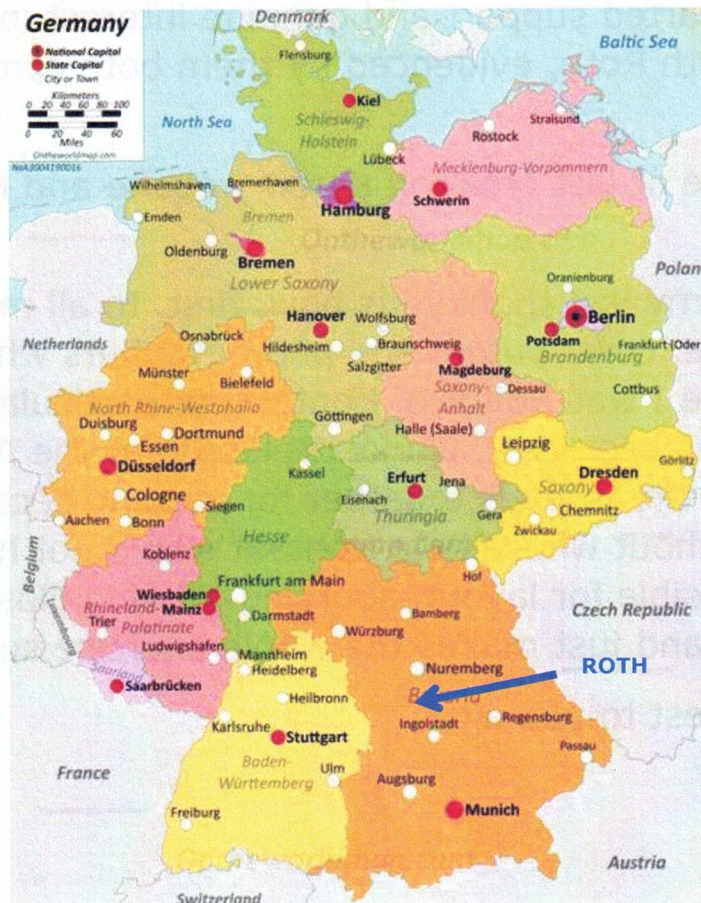 Germany
National Capital
State Capital
City or Town
Kilometers
0 20 40 60 80 100
0 20 40 60
Miles
Ontheworldmap.com
Denmark
Baltic Sea
North Sea
Flensburg
Kiel
Schleswig-
Holstein
Stralsund
Rostock
Lübeck
Mecklenburg-Vorpommern
Wilhelmshaven
Bremerhaven
Hamburg
Schwerin
Emden
Bremen
Oldenburg
Bremen
Lower Saxony
Oranienburg
Poland
Berlin
Hanover
Wolfsburg
Potsdam
Netherlands
Osnabrück
Hildesheim
Braunschweig
Frankfurt (Oder
Brandenburg
Salzgitter
Magdeburg
Münster
Bielefeld
Saxony-
Anhalt
Dessau
Cottbus
North Rhine-Westphalia
Duisburg
Essen
Dortmund
Göttingen
Halle (Saale)
Leipzig
Düsseldorf
Kassel
Erfurt
Jena
Dresden
Görlitz
Cologne
Eisenach
Saxony
Siegen
Thuringia
Gera
Chemnitz
Zwickau
Aachen
Bonn
Hesse
Belgium
Koblenz
Hof
Wiesbaden
Frankfurt am Main
Luxembourg
Rhineland-
Mainz
Bamberg
Czech Republic
Trier
Palatinate
Darmstadt
Würzburg
Ludwigshafen
Mannheim
Saarland
Heidelberg
Nuremberg
ROTH
Saarbrücken
Heilbronn
Karlsruhe
Stuttgart
Ingolstadt
Regensburg
Baden-
Württemberg
Passau
France
Ulm
Augsburg
Freiburg
Munich
Austria
Switzerland